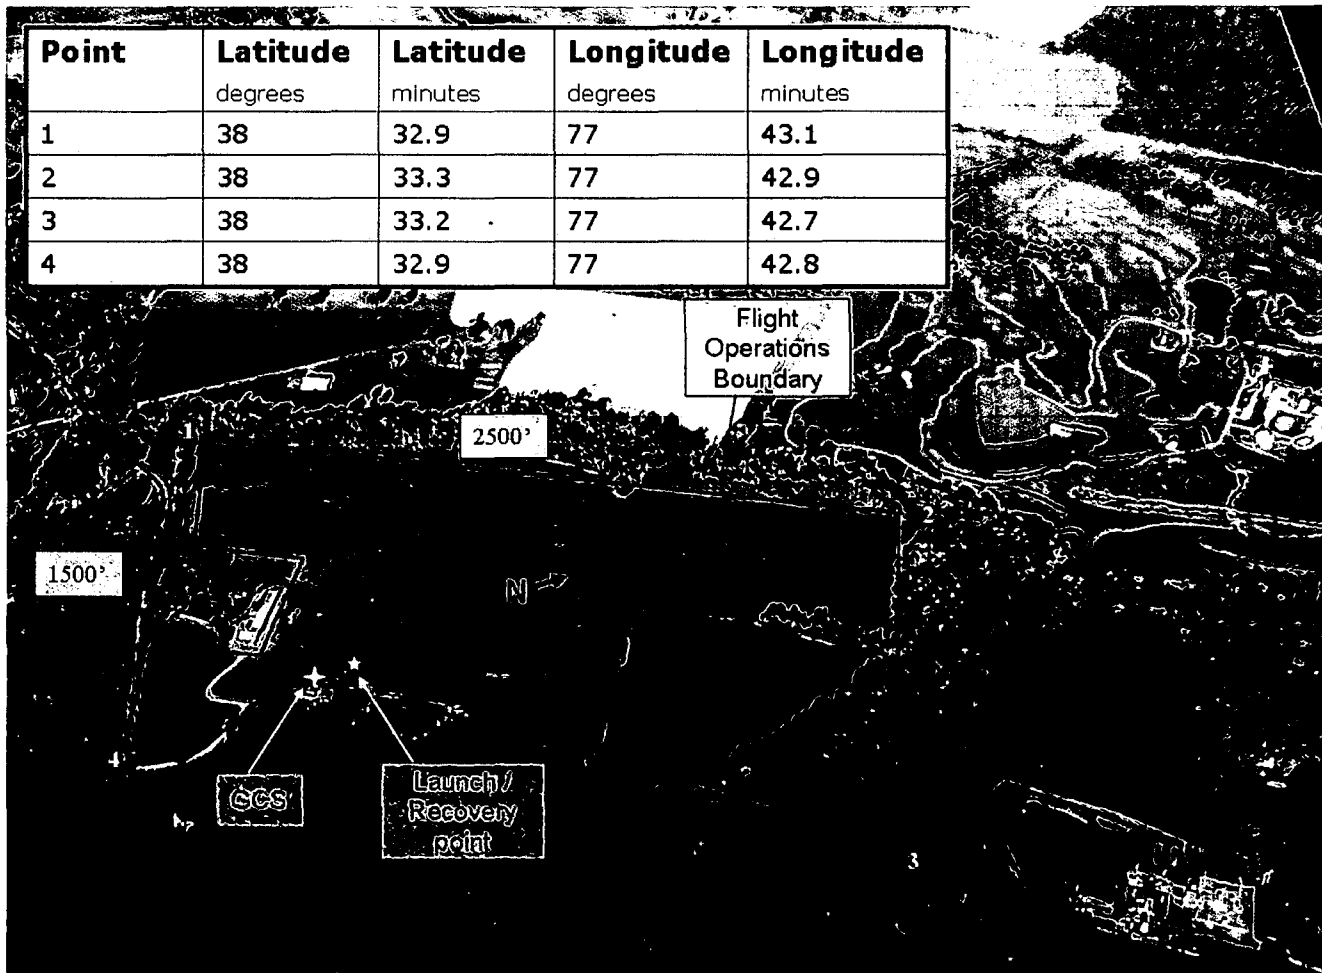 Point Latitude Latitude Longitude Longitude
degrees minutes degrees minutes
1 38 32.9 77 43.1
2 38 33.3 77 42.9
3 38 33.2 77 42.7
4 38 32.9 77 42.8
Flight
Operations
Boundary
1
2500'
2
1500'
N
4
GCS
Launch /
Recovery
point
3